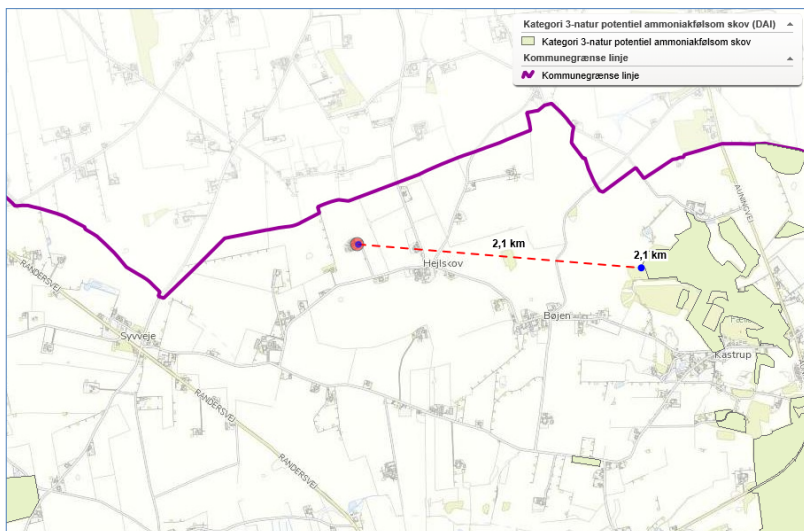 Kategori 3-natur potentiel ammoniakfølsom skov (DAI)
Kategori 3-natur potentiel ammoniakfølsom skov
Kommunegrænse linje
Kommunegrænse linje
AUNINGVEJ
2,1 km
2,1 km
Hejlskov
RANDERSVEJ
Bøjen
Syvveje
Kastrup
RANDERSVEJ
RANDERSVEJ